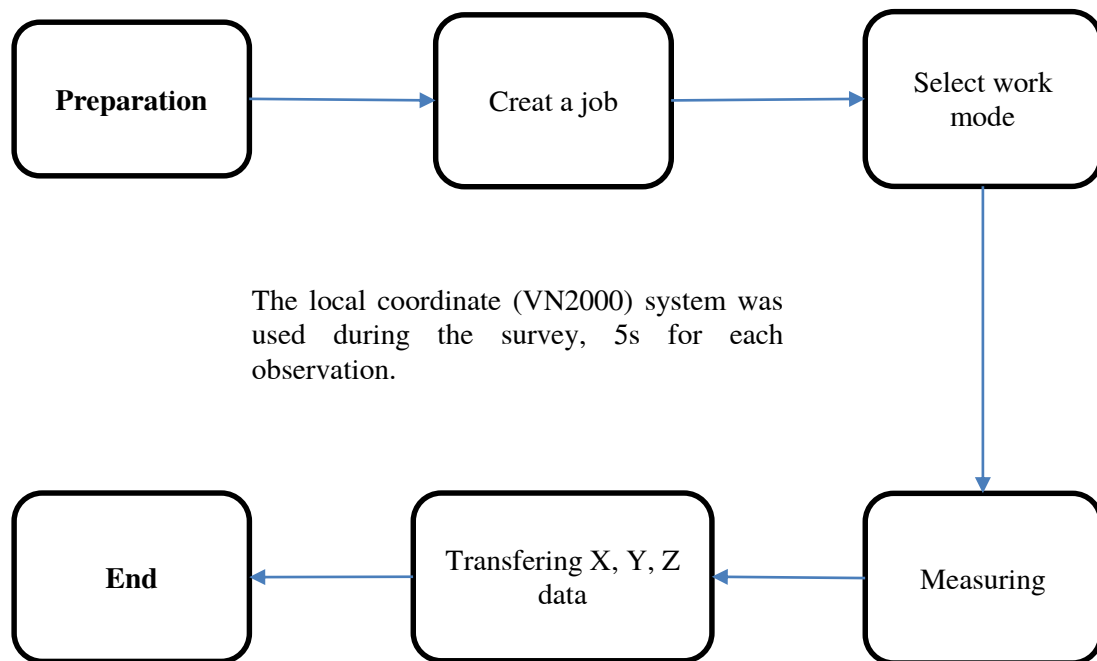 Preparation
Creat a job
Select work
mode
The local coordinate (VN2000) system was
used during the survey, 5s for each
observation.
End
Transfering X, Y, Z
data
Measuring